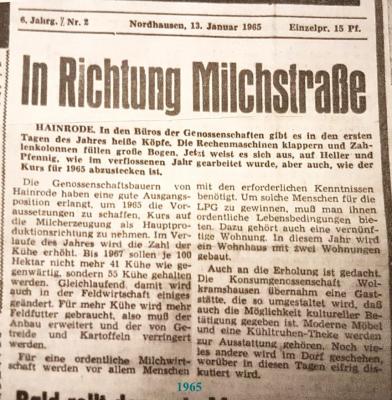 6. Jahrg. / Nr. 2
Nordhausen, 13. Januar 1965
Einzelpr. 15 Pf.
In Richtung Milchstraße
HAINRODE. In den Büros der Genossenschaften gibt es in den ersten
Tagen des Jahres heiße Köpfe. Die Rechenmaschinen klappern und Zah-
lenkolonnen füllen große Bogen. Jetzt weist es sich aus, auf Heller und
Pfennig, wie im verflossenen Jahr gearbeitet wurde, aber auch, wie der
Kurs für 1965 abzustecken ist.
Die Genossenschaftsbauern von
Hainrode haben eine gute Ausgangs-
position erlangt, um 1965 die Vor-
aussetzungen zu schaffen, Kurs auf
die Milcherzeugung als Hauptpro-
duktionsrichtung zu nehmen. Im Ver-
laufe des Jahres wird die Zahl der
Kühe erhöht. Bis 1967 sollen je 100
Hektar nicht mehr 41 Kühe wie ge-
genwärtig, sondern 55 Kühe gehalten
werden. Gleichlaufend damit wird
auch in der Feldwirtschaft einiges
geändert. Für mehr Kühe wird mehr
Feldfutter gebraucht, also muß der
Anbau erweitert und der von Ge-
treide und Kartoffeln verringert
werden.
Für eine ordentliche Milchwirt-
schaft werden vor allem Menschen
mit den erforderlichen Kenntnissen
benötigt. Um solche Menschen für die
LPG zu gewinnen, muß man ihnen
ordentliche Lebensbedingungen bie-
ten. Dazu gehört auch eine vernünf-
tige Wohnung. In diesem Jahr wird
ein Wohnhaus mit zwei Wohnungen
gebaut.
Auch an die Erholung ist gedacht.
Die Konsumgenossenschaft Wolk-
ramshausen übernahm eine Gast-
stätte, die so umgestaltet wird, daß
auch die Möglichkeit kultureller Be-
tätigung gegeben ist. Moderne Möbel
und eine Kühltruhen-Theke werden
zur Ausstattung gehören. Noch vie-
les andere wird im Dorf geschehen,
worüber in diesen Tagen eifrig dis-
kutiert wird.
1965